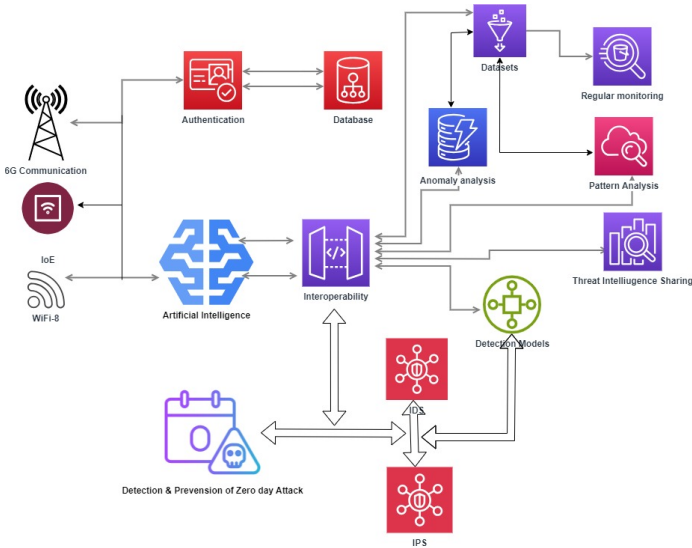 Datasets
Regular monitoring
Authentication
Database
6G Communication
Anomaly analysis
Pattern Analysis
IoE
WiFi-8
Artificial Intelligence
Interoperability
Threat Intelliugence Sharing
Detection Models
IDS
Detection & Prevension of Zero day Attack
IPS